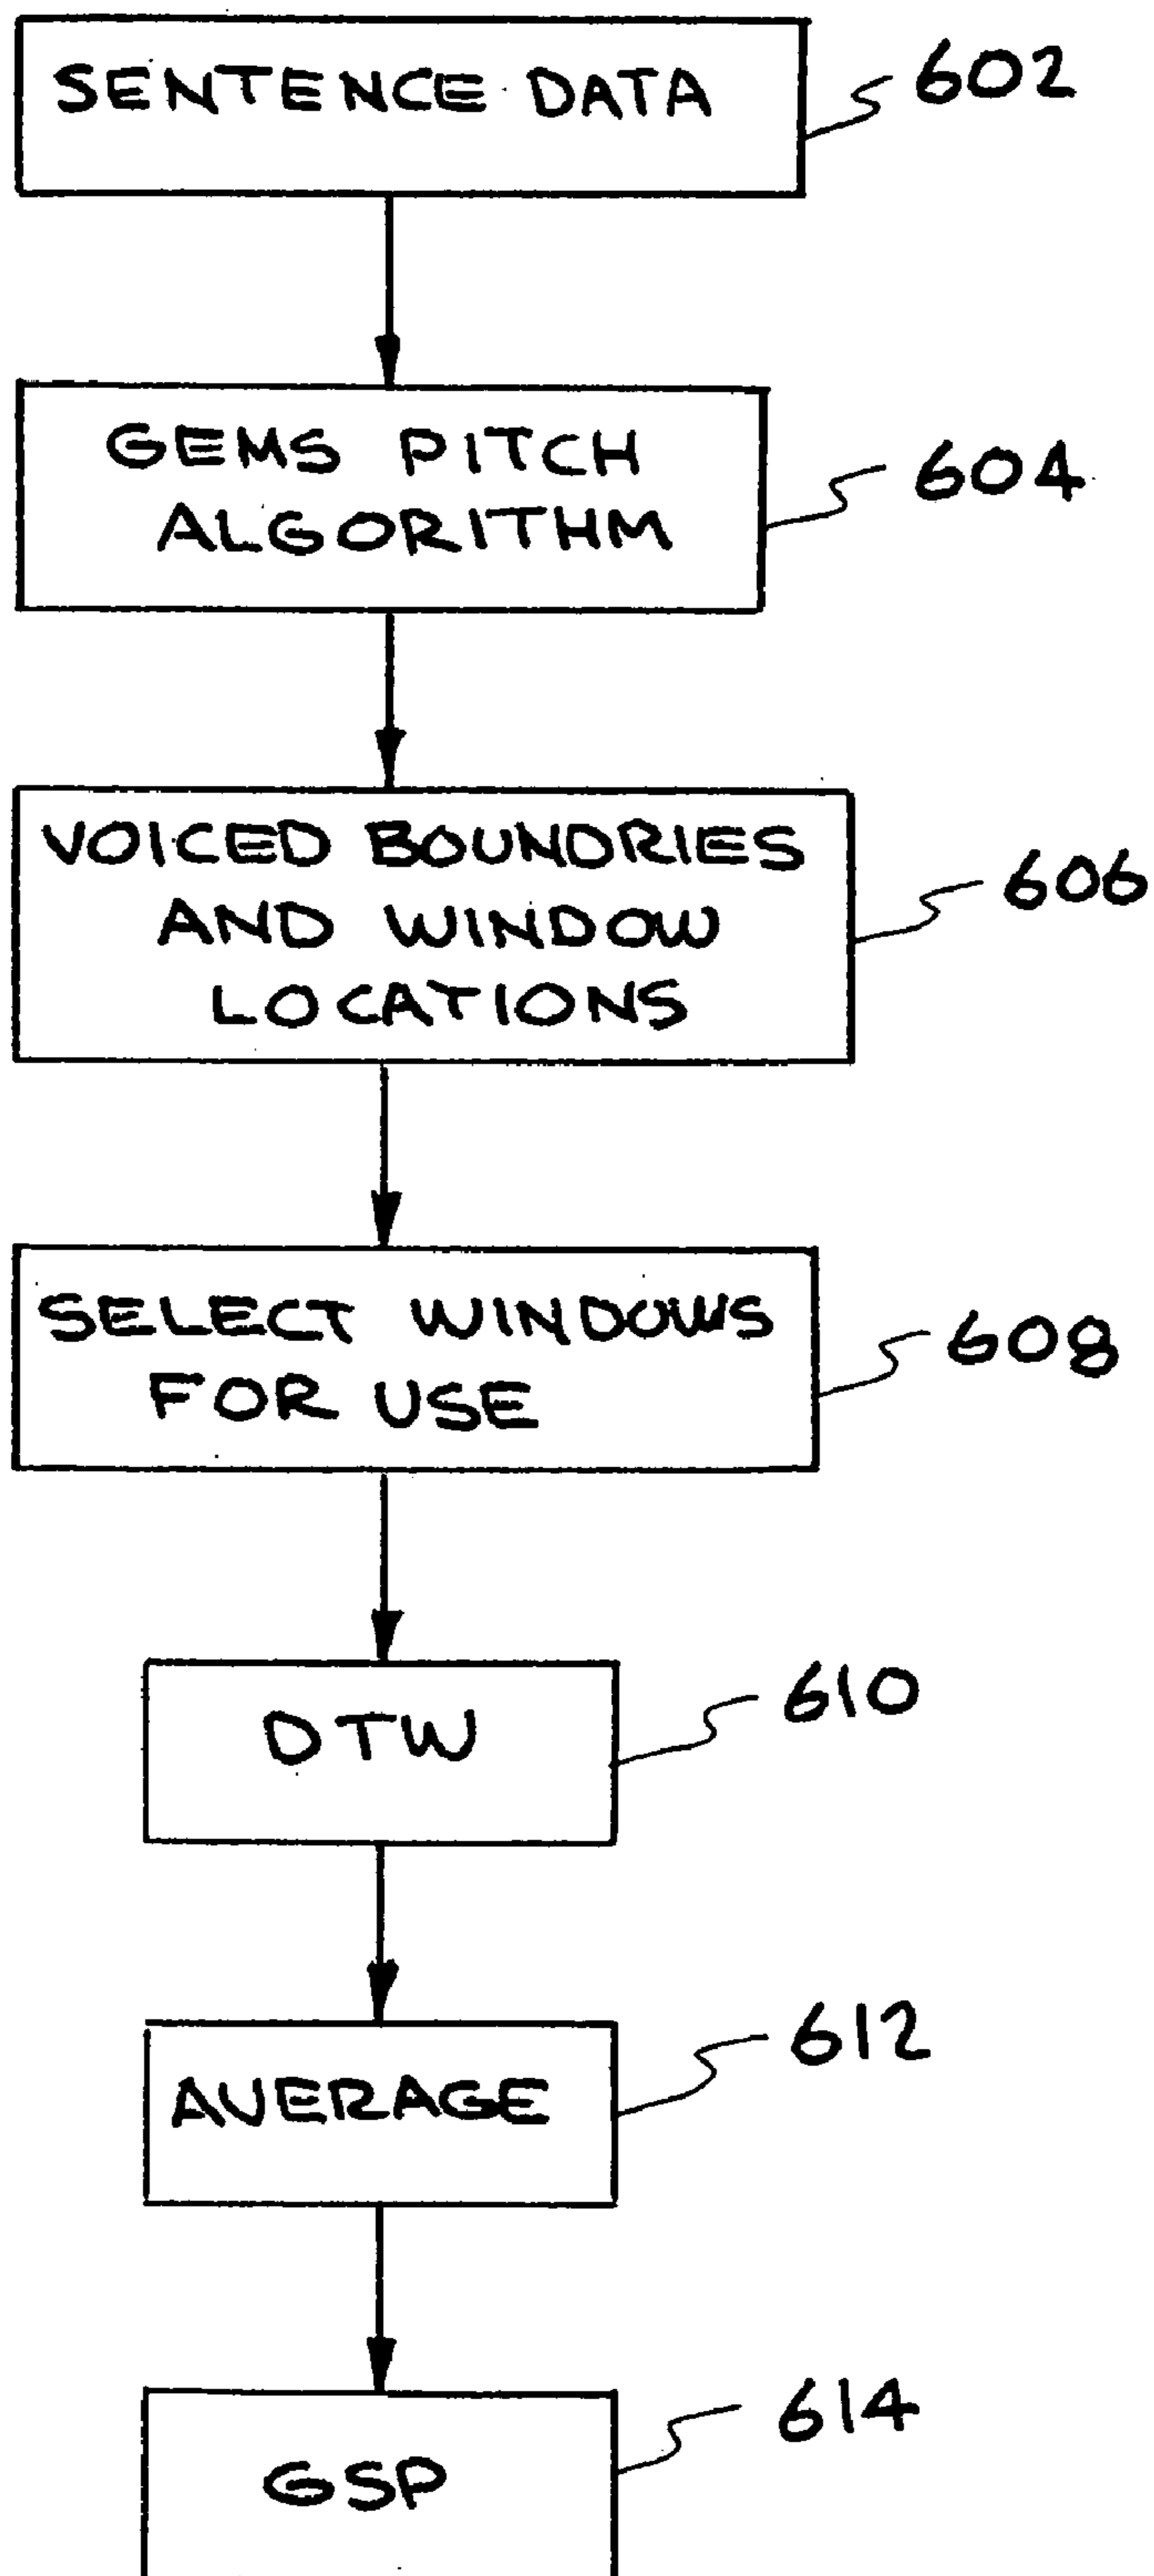 SENTENCE DATA
602
GEMS PITCH
ALGORITHM
604
VOICED BOUNDRIES
AND WINDOW
LOCATIONS
606
SELECT WINDOWS
FOR USE
608
DTW
610
AVERAGE
612
GSP
614